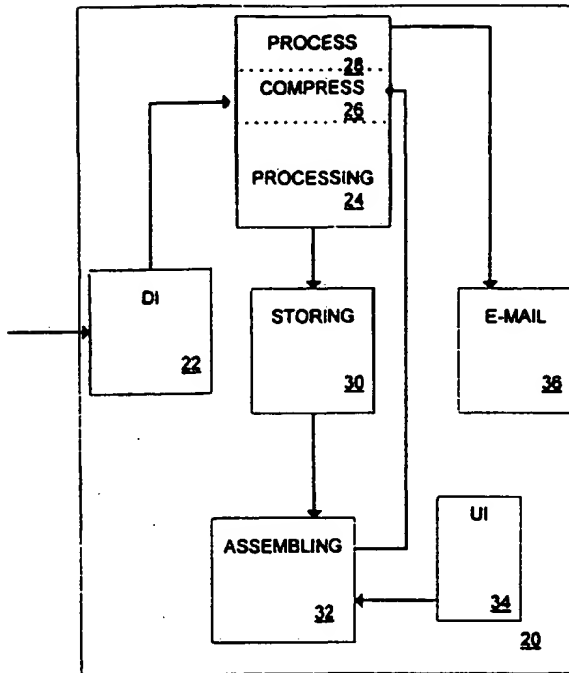 PROCESS
28
COMPRESS
26
PROCESSING
24
DI
22
STORING
30
E-MAIL
36
ASSEMBLING
32
UI
34
20